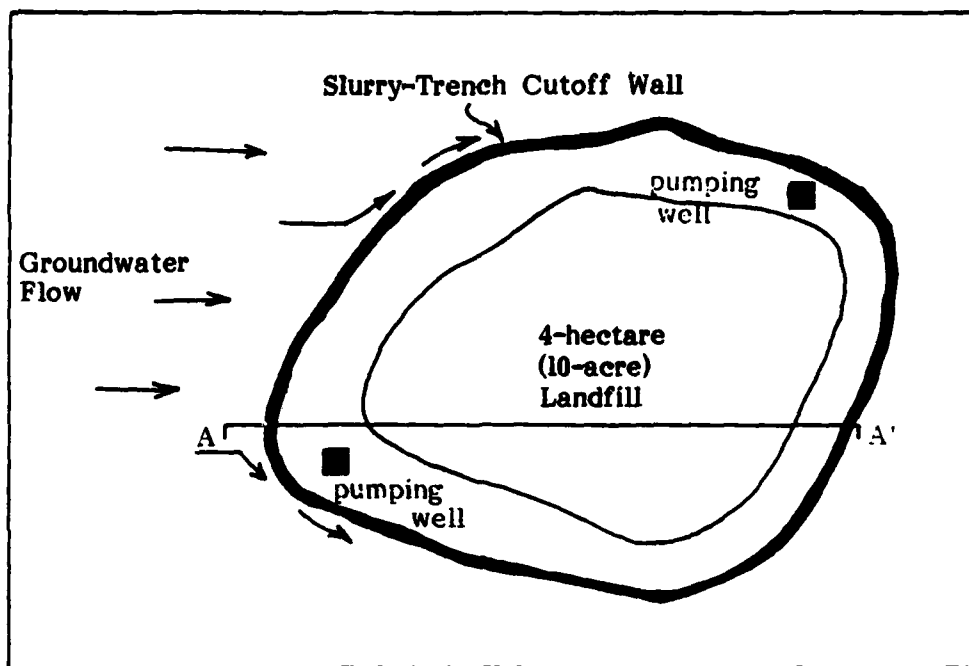 Slurry-Trench Cutoff Wall
pumping
well
Groundwater
Flow
4-hectare
(10-acre)
Landfill
A
A'
pumping
well